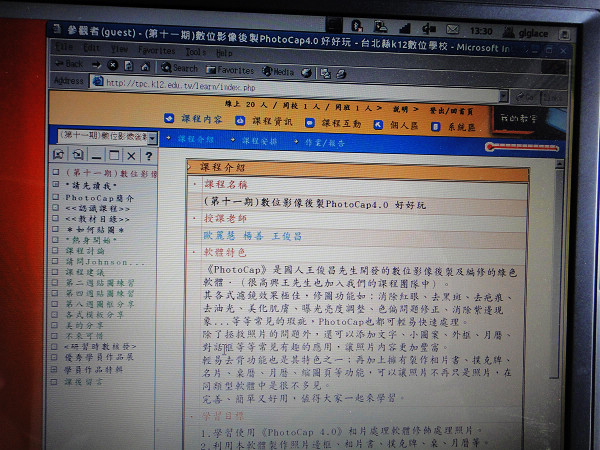 參觀者(guest) - (第十一期)數位影像後製PhotoCap4.0 好好玩 - 台北縣k12數位學校 - Microsoft In
13:30 giglace
File Edit View Favorites Tools Help
Back Search Favorites Media
Address http://tpc.k12.edu.tw/learn/index.php
線上 20 人 / 同校 1 人 / 同班 1 人 > 說明 > 登出/回首頁
課程內容 課程資訊 課程互動 個人區 系統區
我的教室
(第十一期)數位影像後製
課程介紹 課程安排 作業/報告
(第十一期)數位影像
*請先讀我*
PhotoCap簡介
<<認識課程>>
<<教材目錄>>
*如何貼圖*
*熱身開始*
課程討論
請問Johnson...
課程建議
第二週貼圖練習
第四週貼圖練習
第八週圖框分享
各式模板分享
美的分享
不來可惜
<研習時數核發>
優秀學員作品展
學員作品特輯
課後留言
課程介紹
課程名稱
(第十一期)數位影像後製PhotoCap4.0 好好玩
授課老師
歐麗慧 楊善 王俊昌
軟體特色
《PhotoCap》是國人王俊昌先生開發的數位影像後製及編修的綠色
軟體。(很高興王先生也加入我們的課程團隊中)。
其各式濾鏡效果極佳，修圖功能如：消除紅眼、去黑斑、去疤痕、
去油光、美化肌膚、曝光亮度調整、色偏問題修正、消除紫邊現
象...等等常見的瑕疵，PhotoCap也都可輕易快速處理。
除了拯救照片的問題外，還可以添加文字、小圖案、外框、月曆、
對話框等等常見有趣的應用，讓照片內容更加豐富。
輕易去背功能也是其特色之一；再加上擁有製作相片書、撲克牌、
名片、桌曆、月曆、縮圖頁等功能，可以讓照片不再只是照片，在
同類型軟體中是很不多見。
完善、簡單又好用，值得大家一起來學習。
學習目標
1.學習使用《PhotoCap 4.0》相片處理軟體修飾處理照片。
2.利用本軟體製作照片邊框、相片書、撲克牌、桌、月曆等。